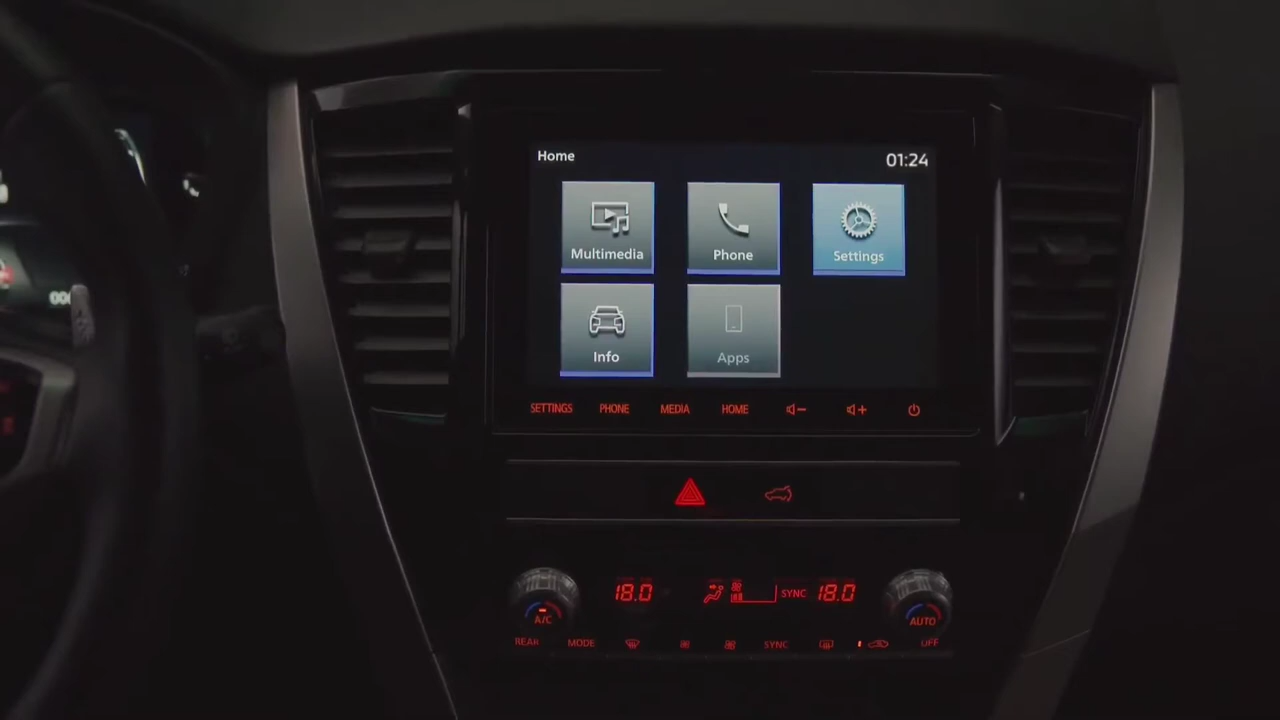 Home
01:24
Multimedia
Phone
Settings
Info
Apps
SETTINGS PHONE MEDIA HOME
18.0 SYNC 18.0
A/C
AUTO
REAR MODE SYNC OFF